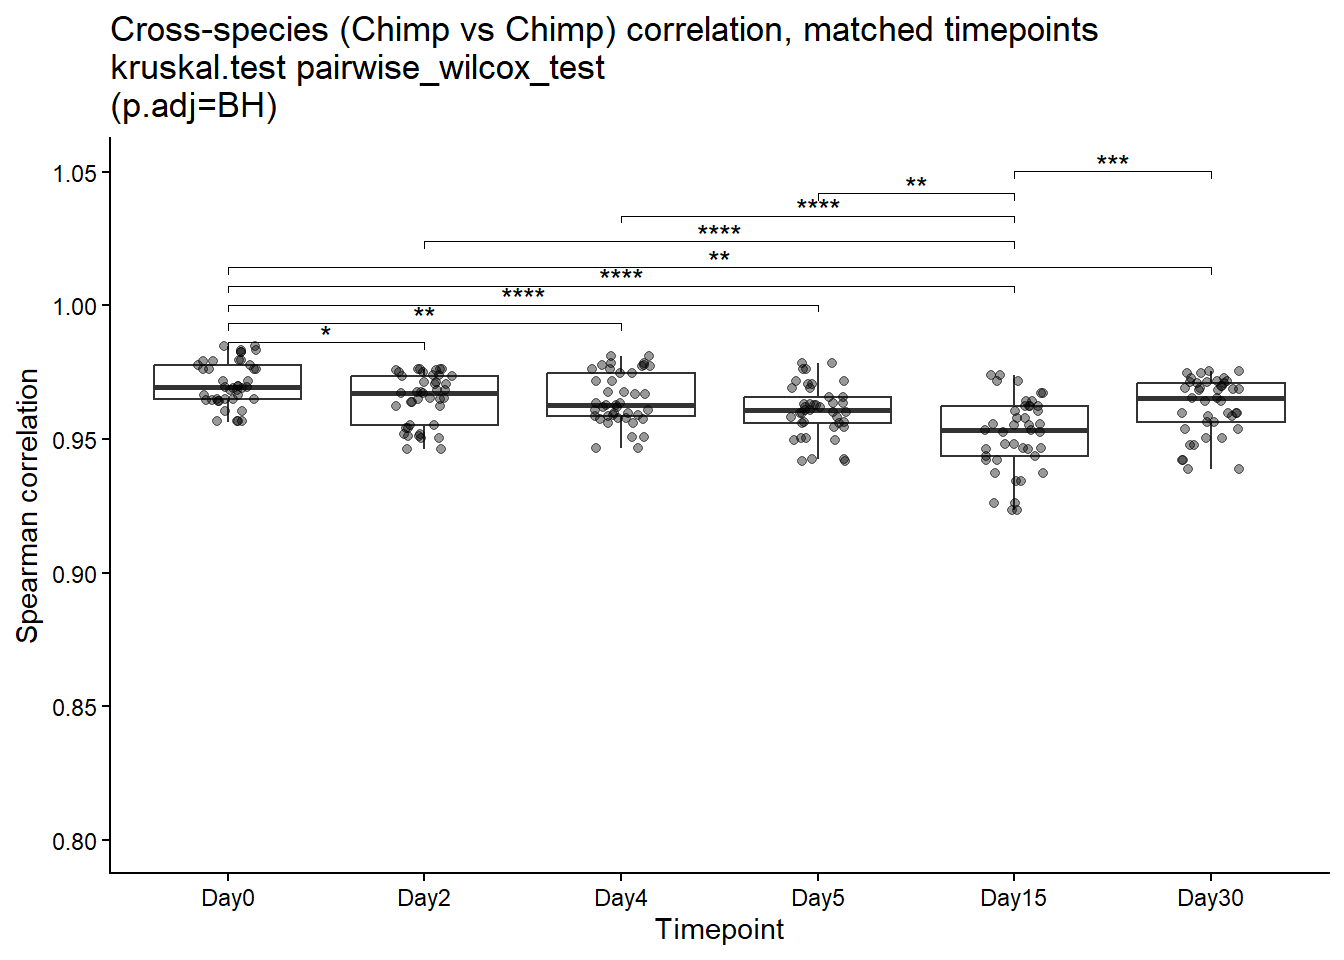 Cross-species (Chimp vs Chimp) correlation, matched timepoints
kruskal.test pairwise_wilcox_test
(p.adj=BH)
Spearman correlation
1.05
1.00
0.95
0.90
0.85
0.80
***
**
****
****
**
****
****
**
*
Day0 Day2 Day4 Day5 Day15 Day30
Timepoint